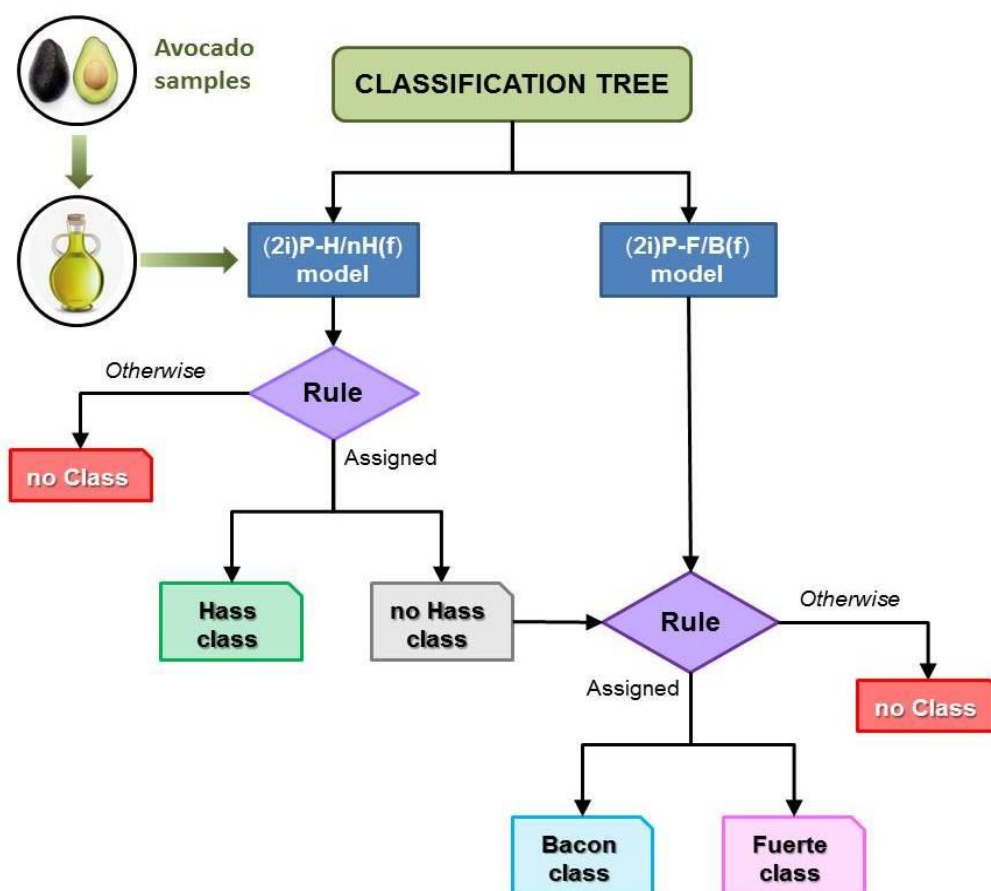 Avocado
samples
CLASSIFICATION TREE
(2i)P-H/nH(f)
model
(2i)P-F/B(f)
model
Otherwise
Rule
no Class
Assigned
Hass
class
no Hass
class
Rule
Otherwise
Assigned
no Class
Bacon
class
Fuerte
class